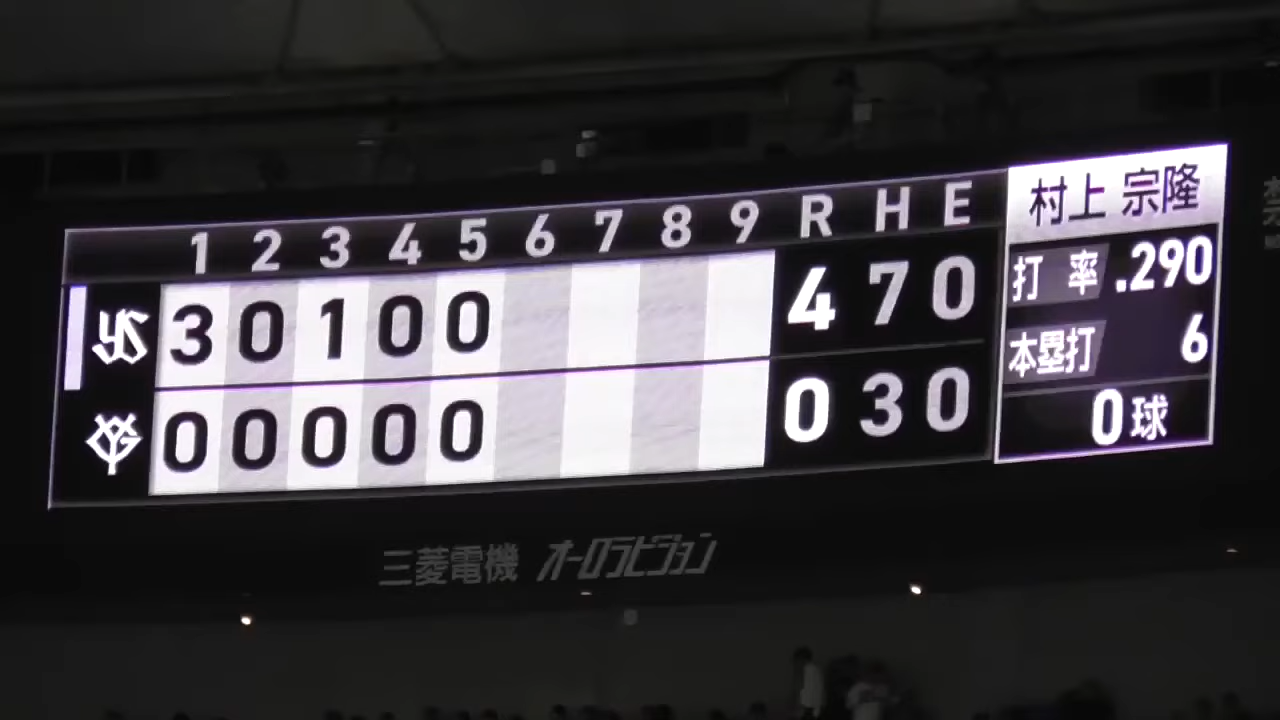 1 2 3 4 5 6 7 8 9 R H E
YS 3 0 1 0 0 4 7 0
YG 0 0 0 0 0 0 3 0
村上 宗隆
打 率 .290
本塁打 6
0球
三菱電機 オーロラビジョン